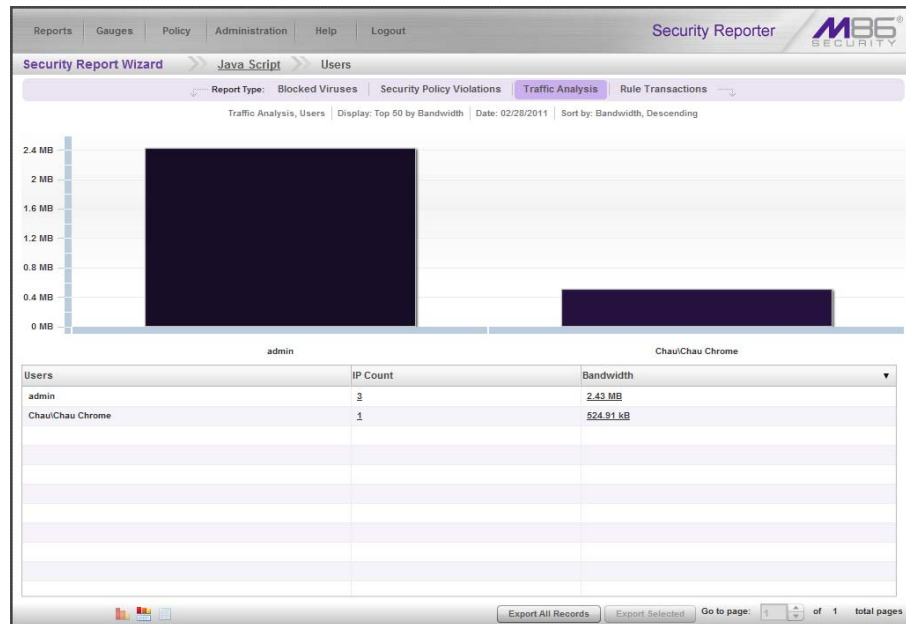 Reports Gauges Policy Administration Help Logout Security Reporter M86® SECURITY
Security Report Wizard Java Script Users
Report Type: Blocked Viruses Security Policy Violations Traffic Analysis Rule Transactions
Traffic Analysis, Users Display: Top 50 by Bandwidth Date: 02/28/2011 Sort by: Bandwidth, Descending
2.4 MB
2 MB
1.6 MB
1.2 MB
0.8 MB
0.4 MB
0 MB
admin Chau\Chau Chrome
Users IP Count Bandwidth
admin 3 2.43 MB
Chau\Chau Chrome 1 524.91 kB
Export All Records Export Selected Go to page: 1 of 1 total pages